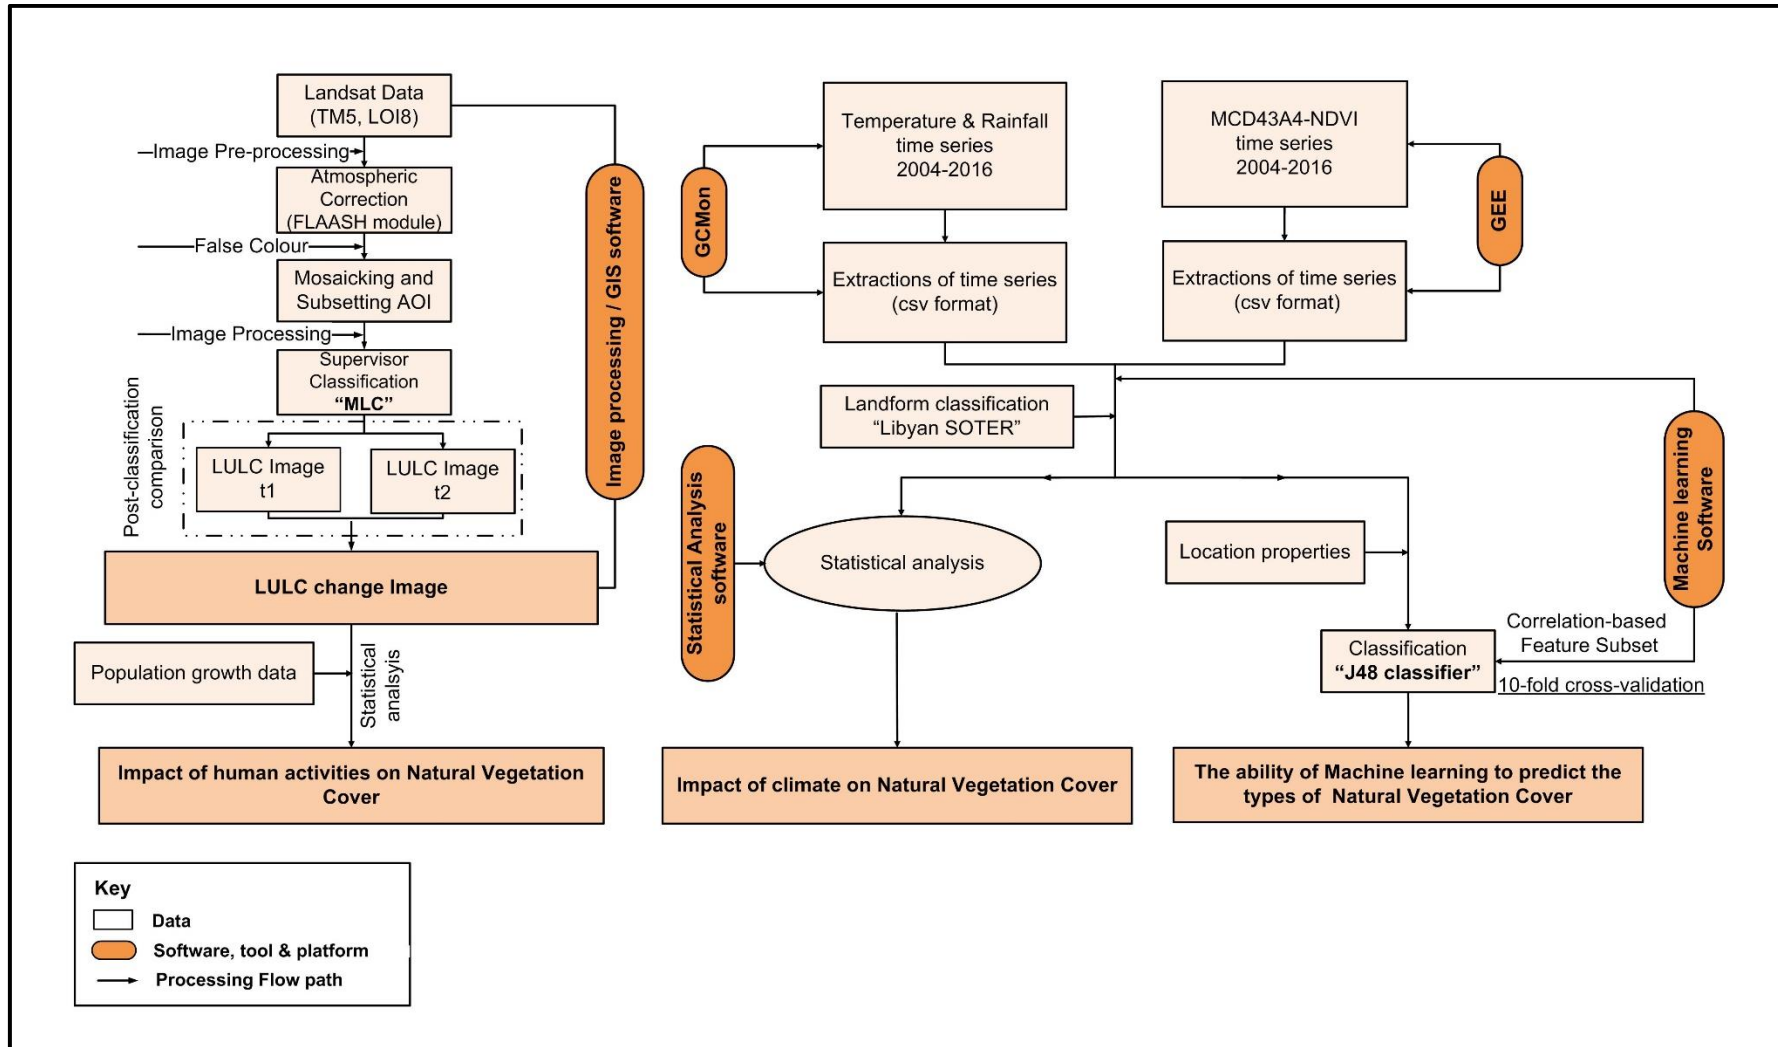 Landsat Data
(TM5, LOI8)
Image Pre-processing
Atmospheric
Correction
(FLAASH module)
False Colour
Mosaicking and
Subsetting AOI
Image Processing
Supervisor
Classification
“MLC”
Post-classification
comparison
LULC Image
t1
LULC Image
t2
LULC change Image
Population growth data
Statistical
analsyis
Impact of human activities on Natural Vegetation
Cover
Image processing / GIS software
GCMon
Temperature & Rainfall
time series
2004-2016
Extractions of time series
(csv format)
MCD43A4-NDVI
time series
2004-2016
Extractions of time series
(csv format)
GEE
Landform classification
“Libyan SOTER”
Statistical Analysis
software
Statistical analysis
Impact of climate on Natural Vegetation Cover
Location properties
Machine learning
Software
Correlation-based
Feature Subset
Classification
“J48 classifier”
10-fold cross-validation
The ability of Machine learning to predict the
types of Natural Vegetation Cover
Key
Data
Software, tool & platform
Processing Flow path